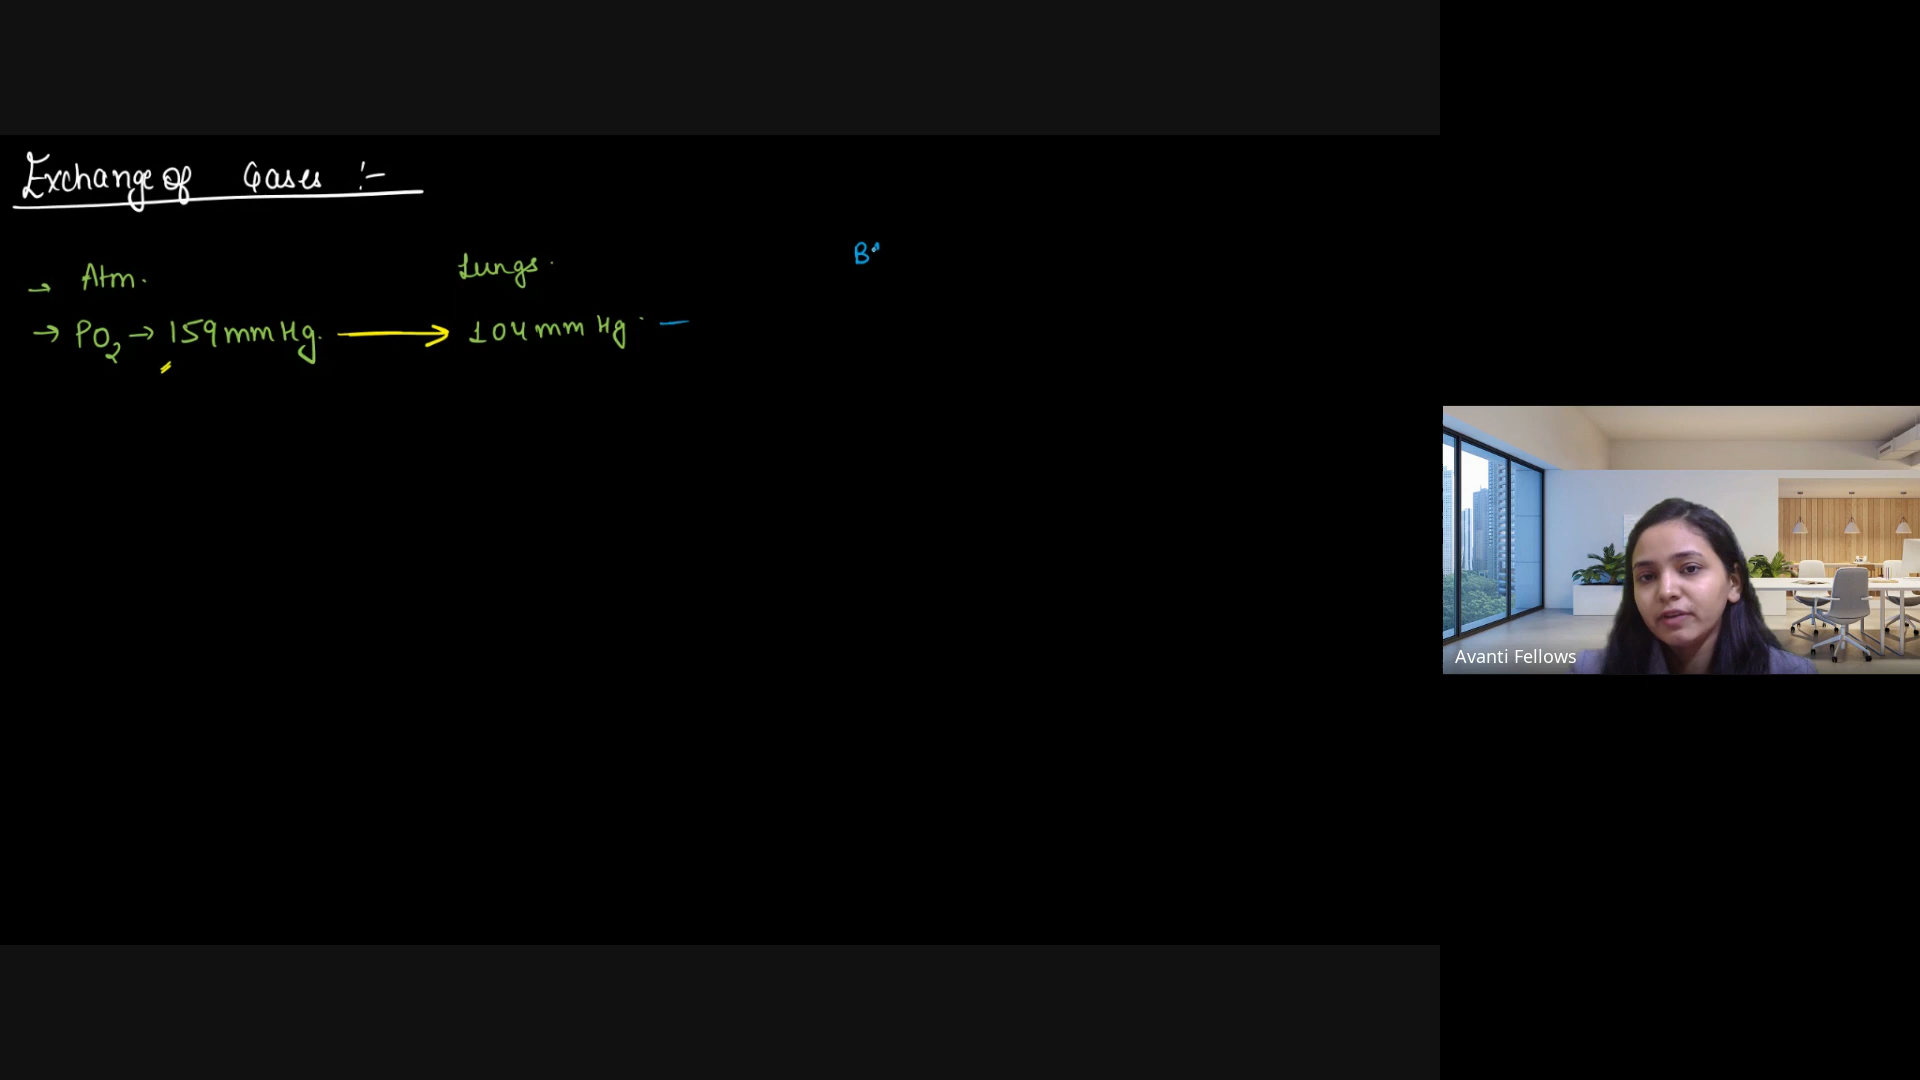 Exchange of Gases :-
→ Atm. Lungs.
→ PO₂ → 159 mm Hg. → 104 mm Hg. —
B
Avanti Fellows